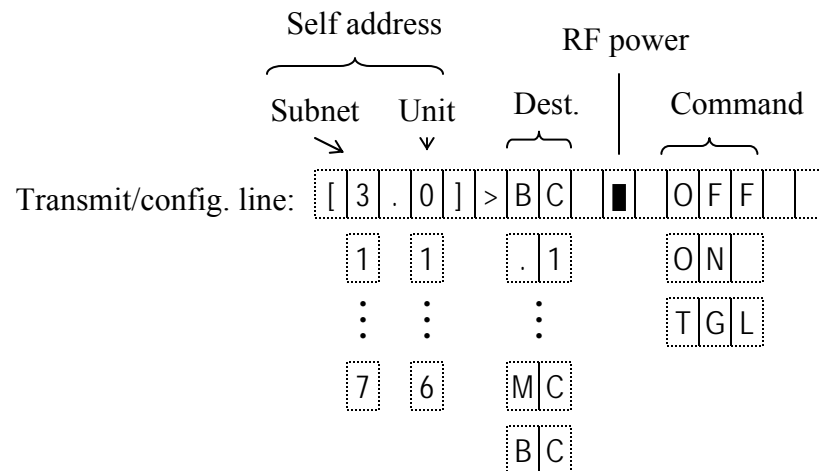 Self address
RF power
Subnet Unit Dest. Command
Transmit/config. line: [3.0]>BC ▮ OFF
1 1 .1 ON
⋮ ⋮ ⋮ TGL
7 6 MC
BC